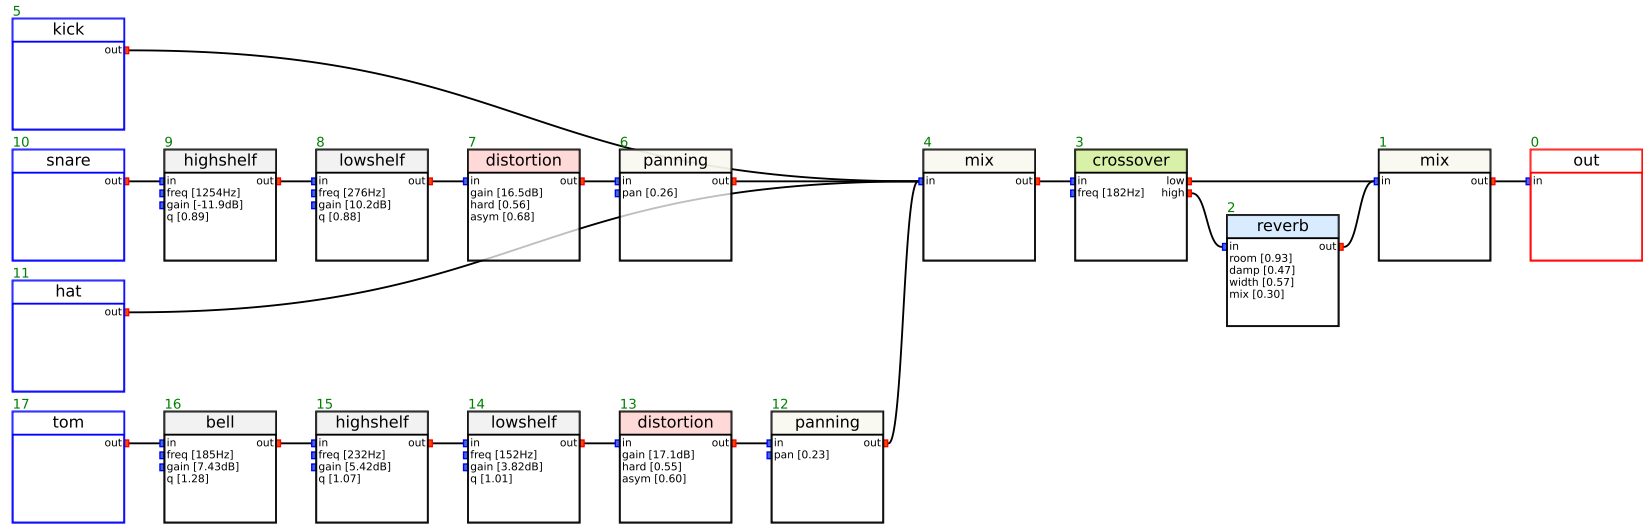 5
kick
out
10
snare
out
9
highshelf
in out
freq [1254Hz]
gain [-11.9dB]
q [0.89]
8
lowshelf
in out
freq [276Hz]
gain [10.2dB]
q [0.88]
7
distortion
in out
gain [16.5dB]
hard [0.56]
asym [0.68]
6
panning
in out
pan [0.26]
4
mix
in out
3
crossover
in low
freq [182Hz] high
2
reverb
in out
room [0.93]
damp [0.47]
width [0.57]
mix [0.30]
1
mix
in out
0
out
in
11
hat
out
17
tom
out
16
bell
in out
freq [185Hz]
gain [7.43dB]
q [1.28]
15
highshelf
in out
freq [232Hz]
gain [5.42dB]
q [1.07]
14
lowshelf
in out
freq [152Hz]
gain [3.82dB]
q [1.01]
13
distortion
in out
gain [17.1dB]
hard [0.55]
asym [0.60]
12
panning
in out
pan [0.23]